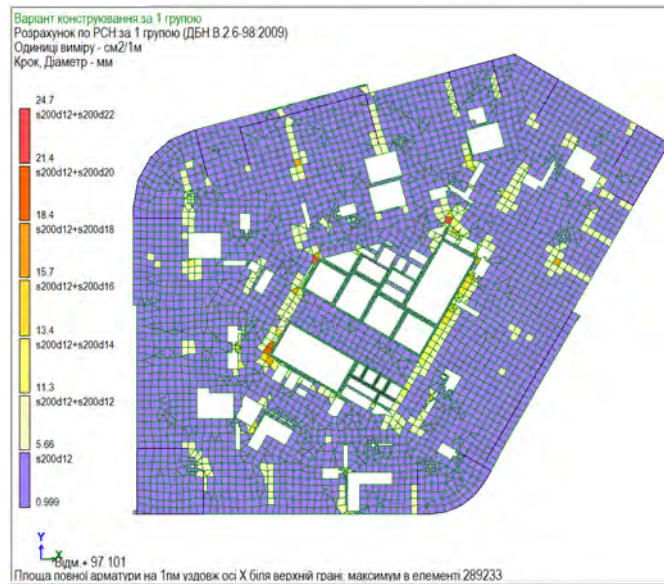 Варіант конструювання за 1 групою
Розрахунок по РСН за 1 групою (ДБН В.2.6-98:2009)
Одиниці виміру - см2/1м
Крок, Діаметр - мм
24.7
s200d12+s200d22
21.4
s200d12+s200d20
18.4
s200d12+s200d18
15.7
s200d12+s200d16
13.4
s200d12+s200d14
11.3
s200d12+s200d12
5.66
s200d12
0.999
Y
X
Відм.+ 97.101
Площа повної арматури на 1пм уздовж осі X біля верхній грані; максимум в елементі 289233